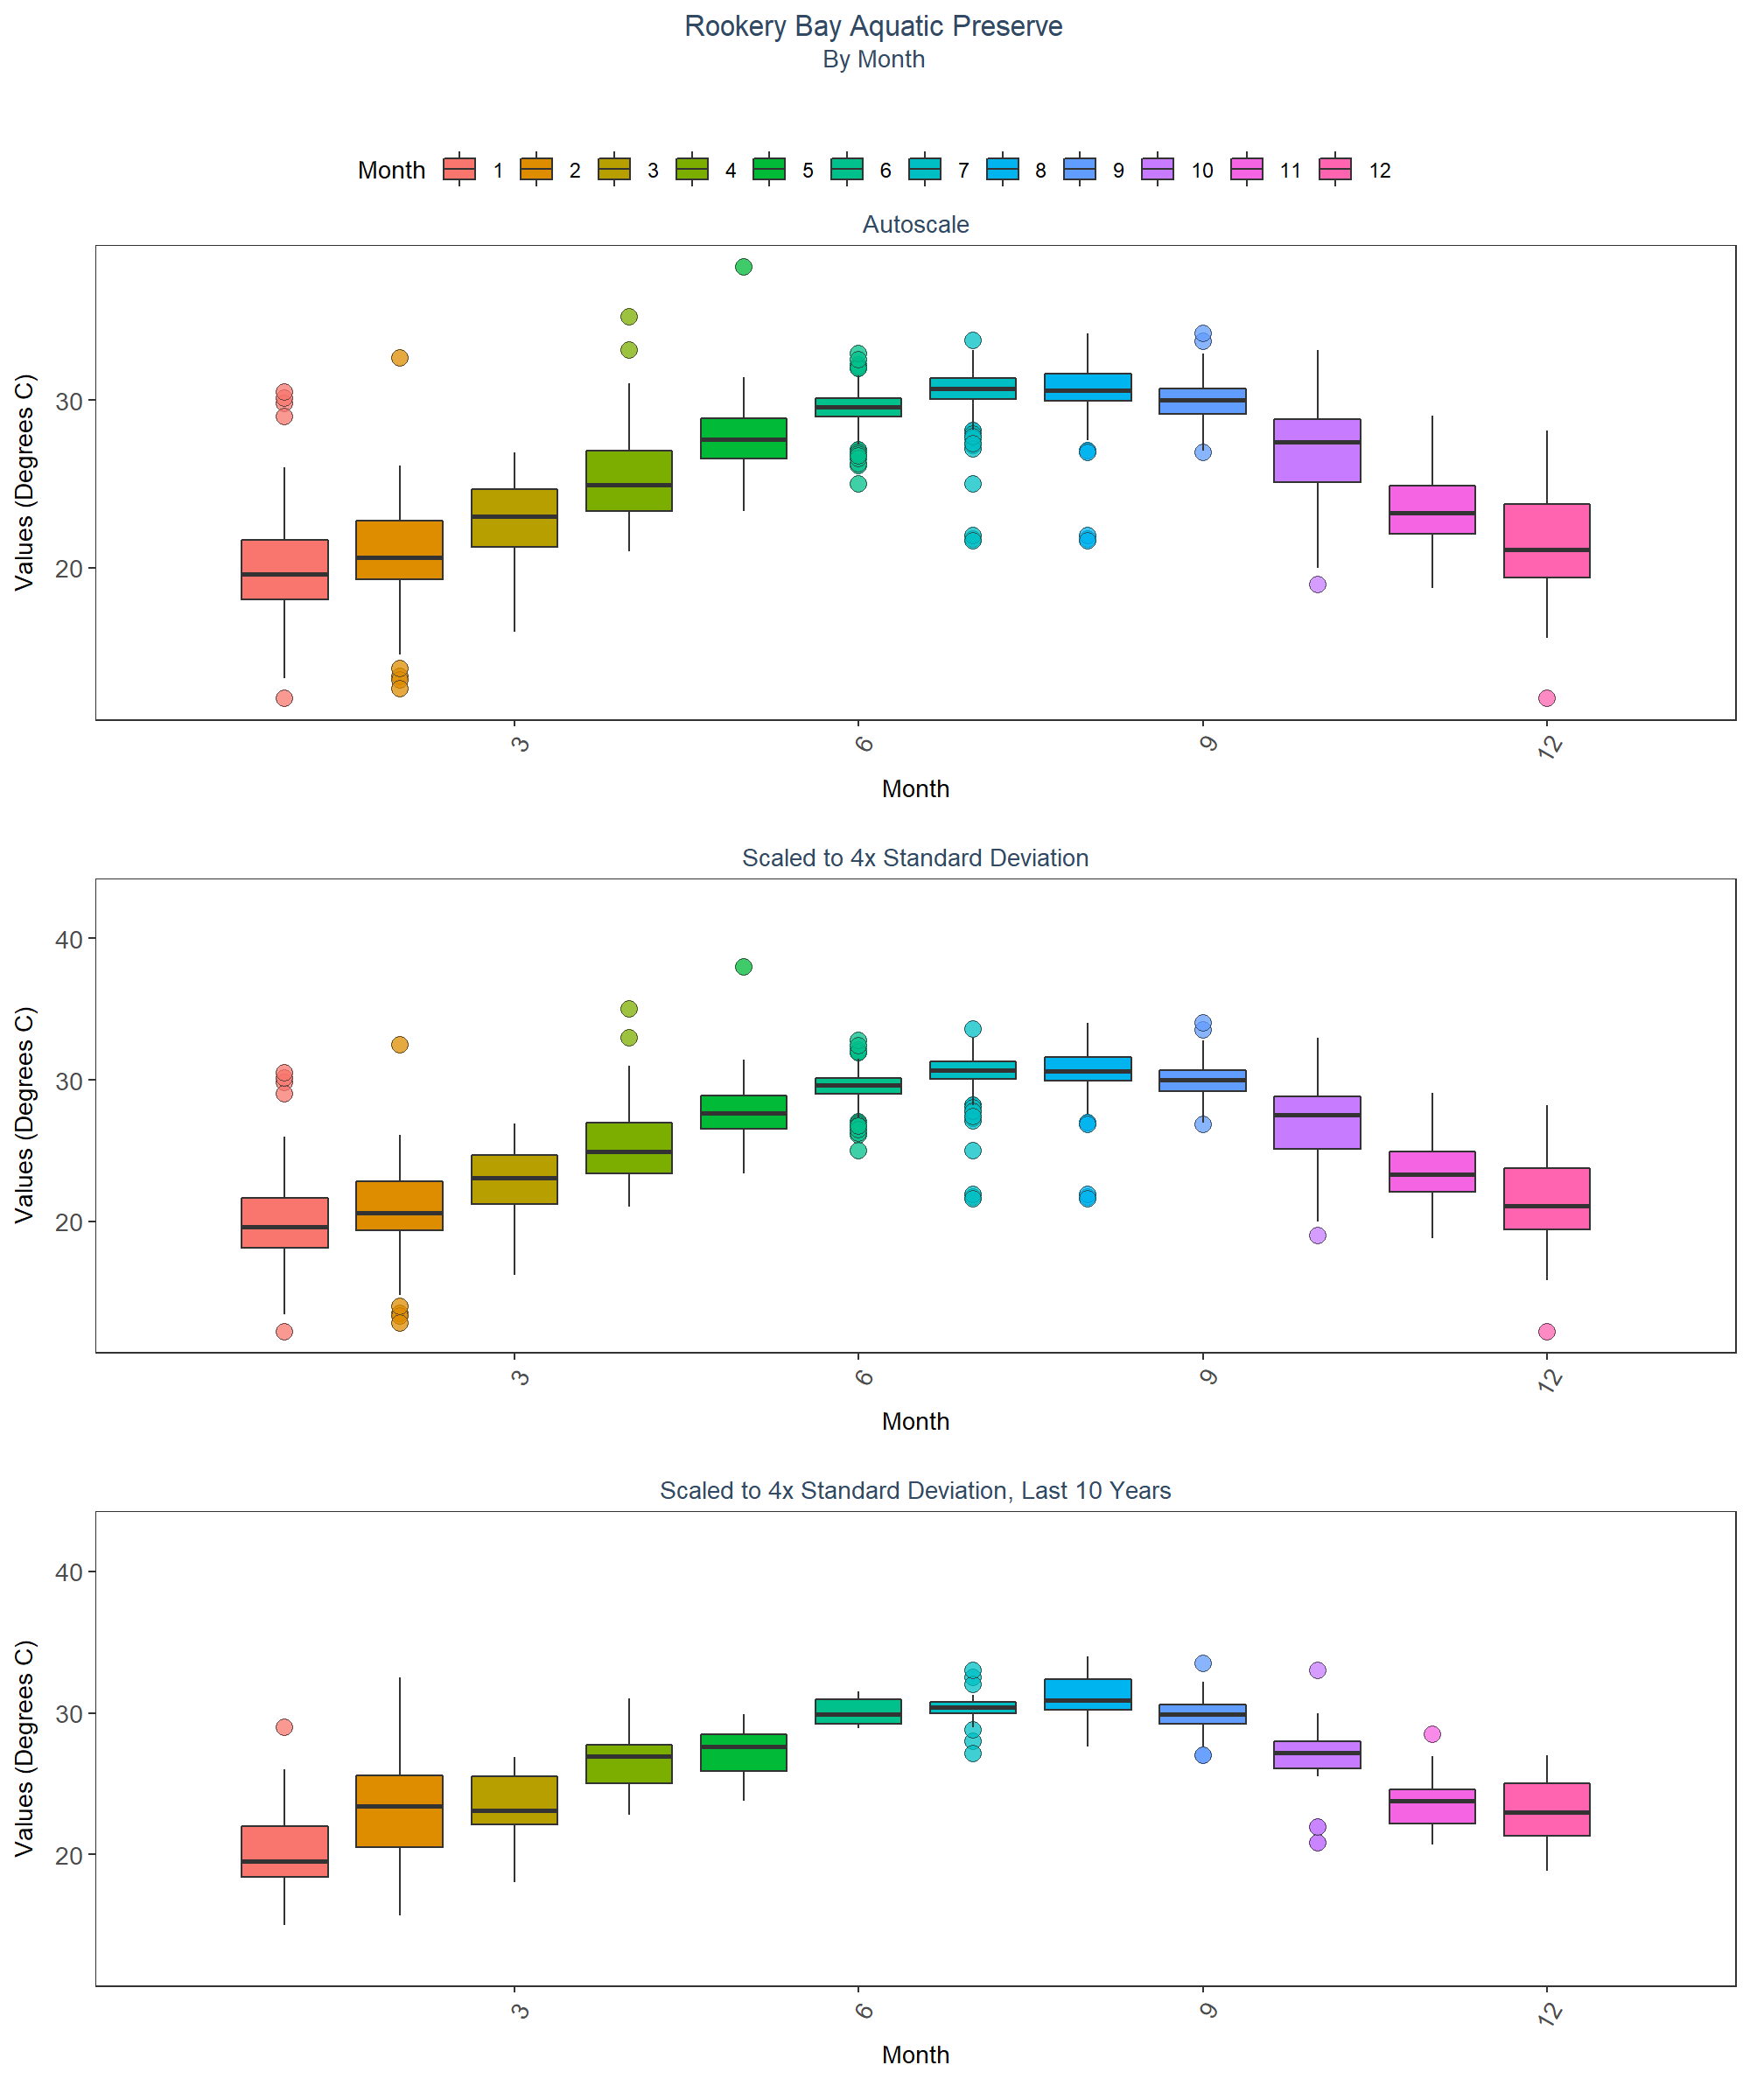 Rookery Bay Aquatic Preserve
By Month
Month 1 2 3 4 5 6 7 8 9 10 11 12
Autoscale
Values (Degrees C)
30
20
3 6 9 12
Month
Scaled to 4x Standard Deviation
Values (Degrees C)
40
30
20
3 6 9 12
Month
Scaled to 4x Standard Deviation, Last 10 Years
Values (Degrees C)
40
30
20
3 6 9 12
Month